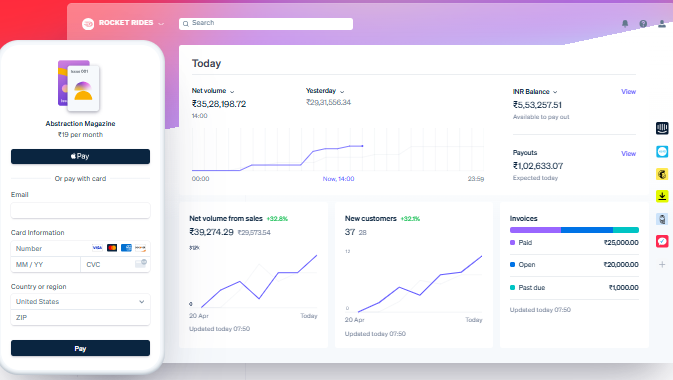 ROCKET RIDES
Search
Issue 001
Abstraction Magazine
₹19 per month
Pay
Or pay with card
Email
Card Information
Number
VISA
MM / YY
CVC
Country or region
United States
ZIP
Pay
Today
Net volume
₹35,28,198.72
14:00
Yesterday
₹29,31,556.34
00:00
Now, 14:00
23:59
INR Balance
View
₹5,53,257.51
Available to pay out
Payouts
View
₹1,02,633.07
Expected today
Net volume from sales +32.8%
₹39,274.29 ₹29,573.54
0
20 Apr
Today
Updated today 07:50
New customers +32.1%
37 28
12
0
20 Apr
Today
Updated today 07:50
Invoices
Paid ₹25,000.00
Open ₹20,000.00
Past due ₹1,000.00
Updated today 07:50